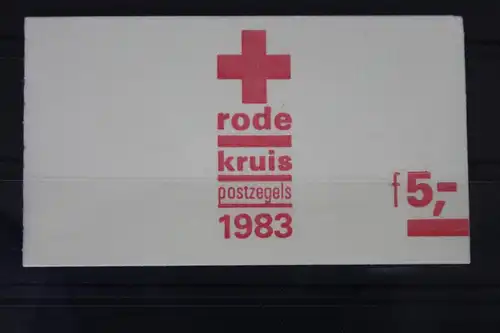 rode
kruis
postzegels
1983
f 5,-